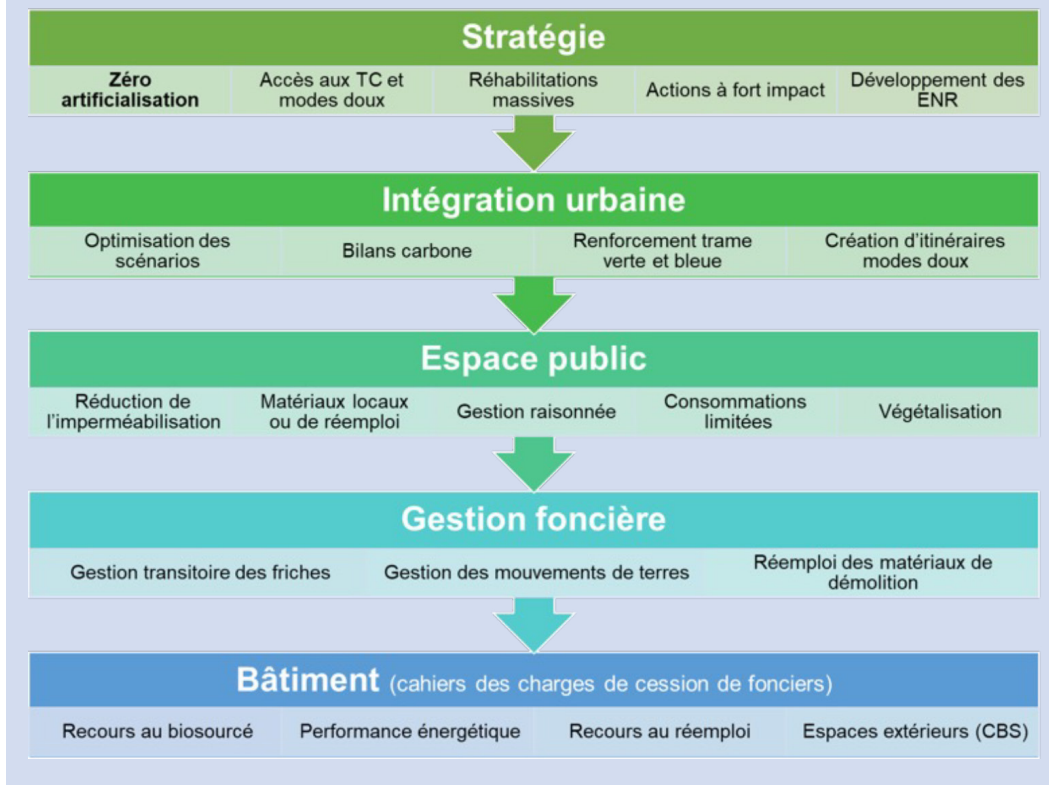 Stratégie
Zéro
artificialisation
Accès aux TC et
modes doux
Réhabilitations
massives
Actions à fort impact
Développement des
ENR
Intégration urbaine
Optimisation des
scénarios
Bilans carbone
Renforcement trame
verte et bleue
Création d'itinéraires
modes doux
Espace public
Réduction de
l'imperméabilisation
Matériaux locaux
ou de réemploi
Gestion raisonnée
Consommations
limitées
Végétalisation
Gestion foncière
Gestion transitoire des friches
Gestion des mouvements de terres
Réemploi des matériaux de
démolition
Bâtiment (cahiers des charges de cession de fonciers)
Recours au biosourcé
Performance énergétique
Recours au réemploi
Espaces extérieurs (CBS)